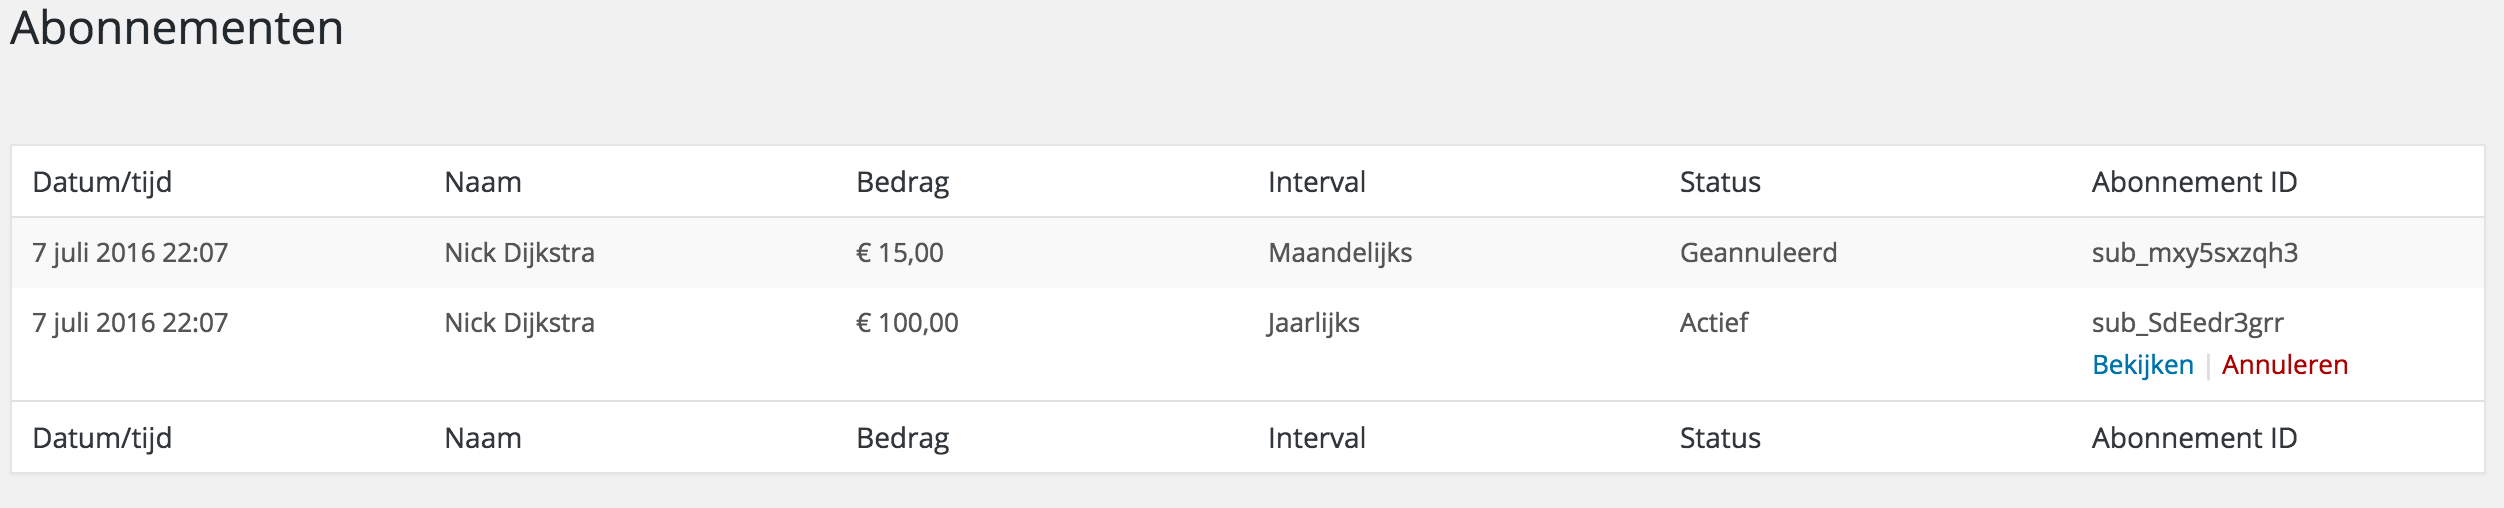 Abonnementen
Datum/tijd Naam Bedrag Interval Status Abonnement ID
7 juli 2016 22:07 Nick Dijkstra € 15,00 Maandelijks Geannuleerd sub_mxy5sxzqh3
7 juli 2016 22:07 Nick Dijkstra € 100,00 Jaarlijks Actief sub_SdEedr3grr
Bekijken | Annuleren
Datum/tijd Naam Bedrag Interval Status Abonnement ID